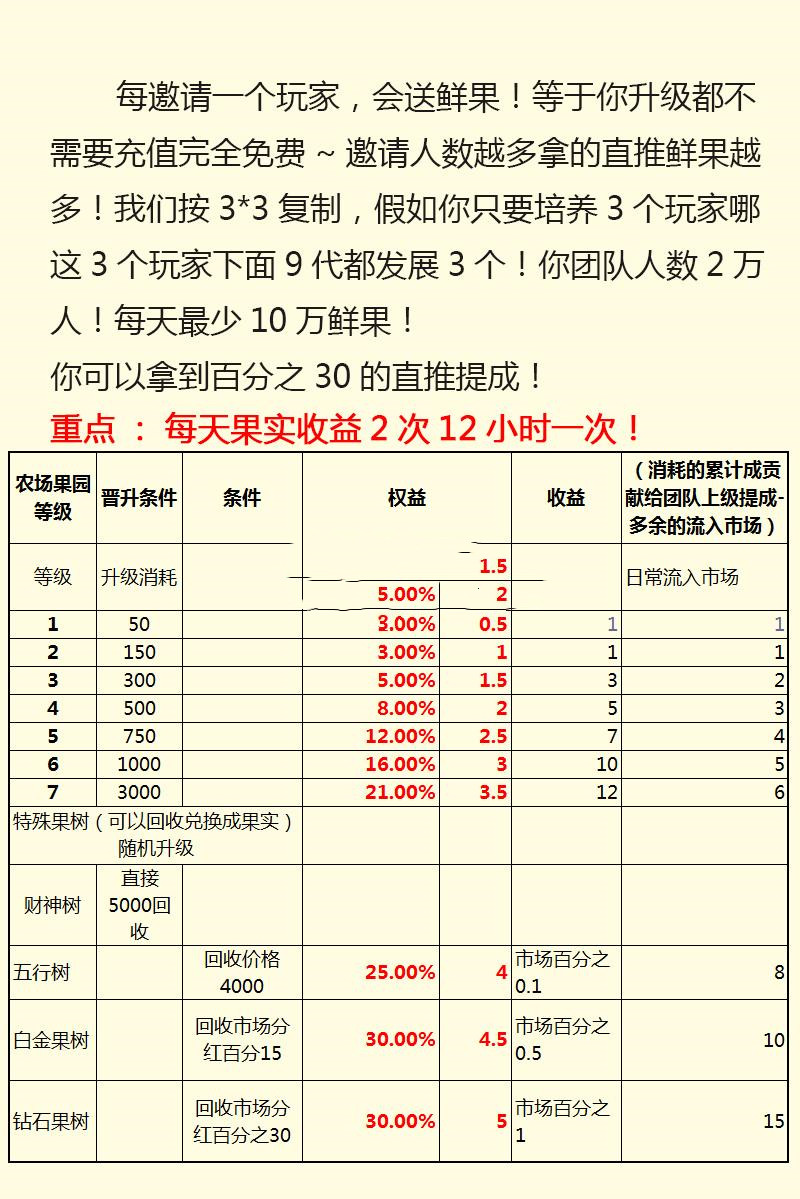 每邀请一个玩家，会送鲜果！等于你升级都不
需要充值完全免费 ~ 邀请人数越多拿的直推鲜果越
多！我们按 3*3 复制，假如你只要培养 3 个玩家哪
这 3 个玩家下面 9 代都发展 3 个！你团队人数 2 万
人！每天最少 10 万鲜果！
你可以拿到百分之 30 的直推提成！
重点 ： 每天果实收益 2 次 12 小时一次！
农场果园等级 晋升条件 条件 权益 收益 （消耗的累计成贡献给团队上级提成-多余的流入市场）
等级 升级消耗 1.5 日常流入市场
5.00% 2
1 50 3.00% 0.5 1 1
2 150 3.00% 1 1 1
3 300 5.00% 1.5 3 2
4 500 8.00% 2 5 3
5 750 12.00% 2.5 7 4
6 1000 16.00% 3 10 5
7 3000 21.00% 3.5 12 6
特殊果树（可以回收兑换成果实）
随机升级
财神树 直接5000回收
五行树 回收价格4000 25.00% 4 市场百分之0.1 8
白金果树 回收市场分红百分15 30.00% 4.5 市场百分之0.5 10
钻石果树 回收市场分红百分之30 30.00% 5 市场百分之1 15